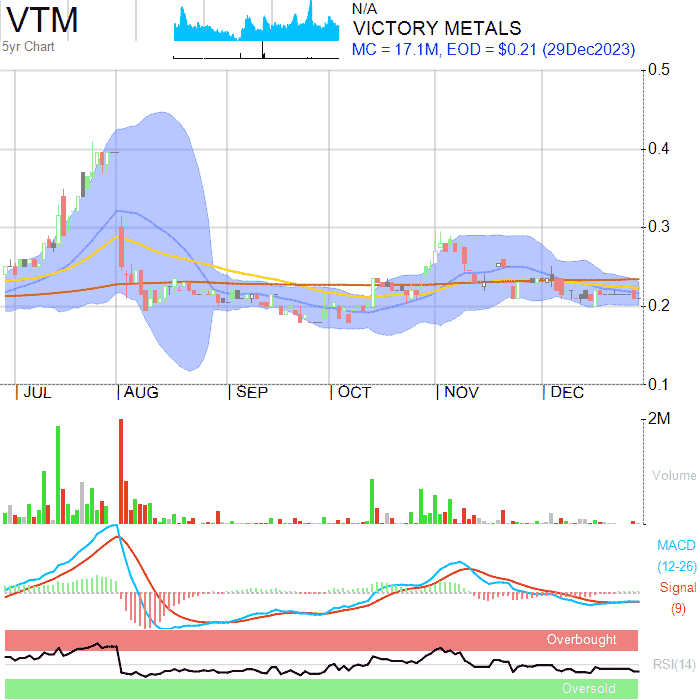 VTM
5yr Chart
N/A
VICTORY METALS
MC = 17.1M, EOD = $0.21 (29Dec2023)
0.5
0.4
0.3
0.2
0.1
JUL AUG SEP OCT NOV DEC
2M
Volume
MACD
(12-26)
Signal
(9)
Overbought
RSI(14)
Oversold